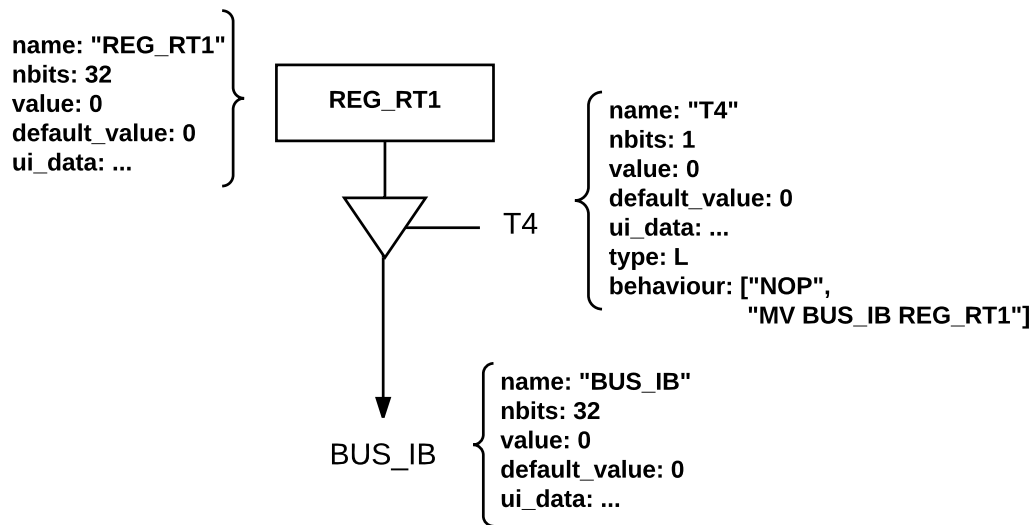 name: "REG_RT1"
nbits: 32
value: 0
default_value: 0
ui_data: ...
REG_RT1
name: "T4"
nbits: 1
value: 0
default_value: 0
ui_data: ...
type: L
behaviour: ["NOP",
"MV BUS_IB REG_RT1"]
T4
name: "BUS_IB"
nbits: 32
value: 0
default_value: 0
ui_data: ...
BUS_IB